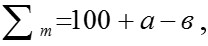 ∑ m =100 + а − в ,